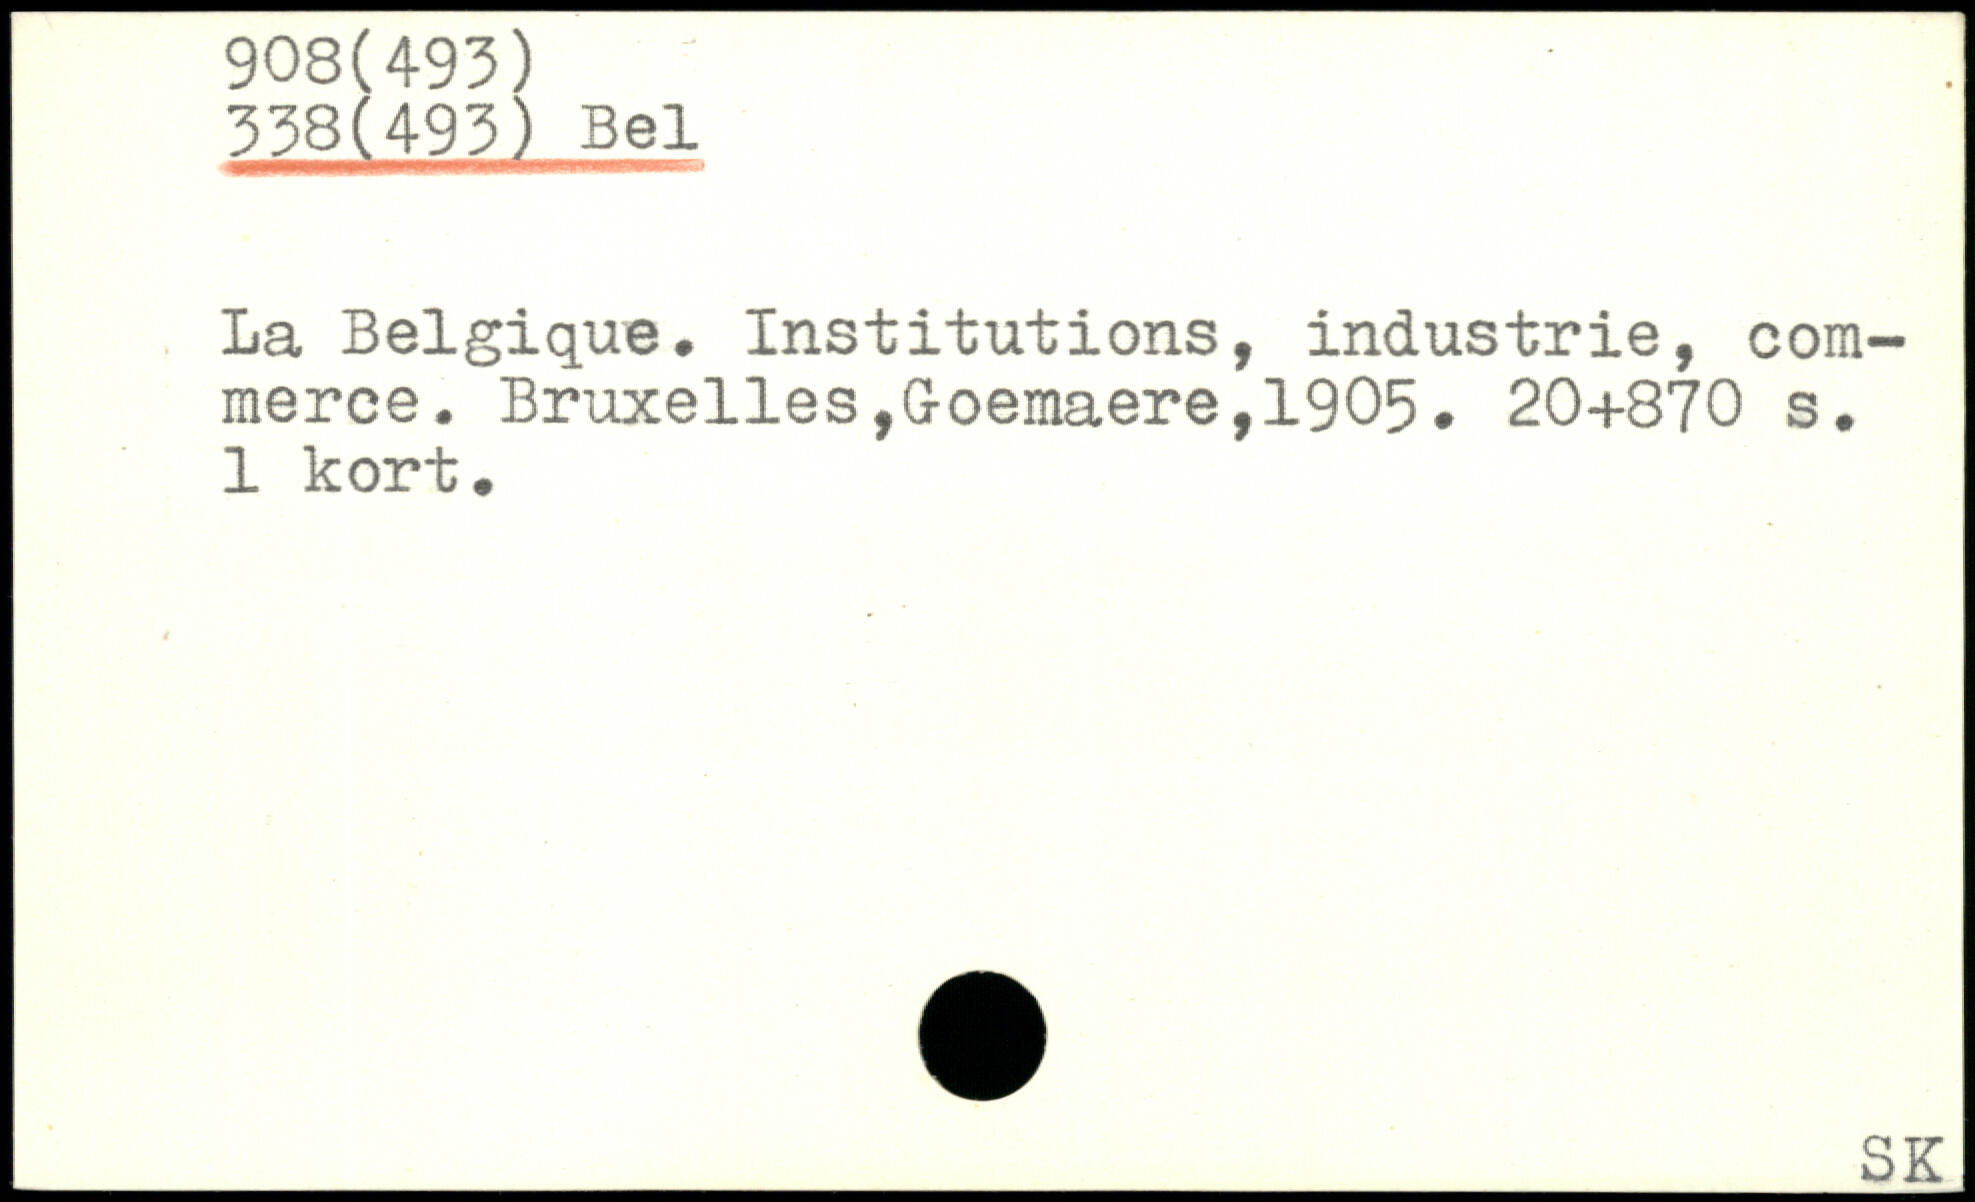 908(493)
338(493) Bel
La Belgique. Institutions, industrie, com-
merce. Bruxelles,Goemaere,1905. 20+870 s.
1 kort.
SK